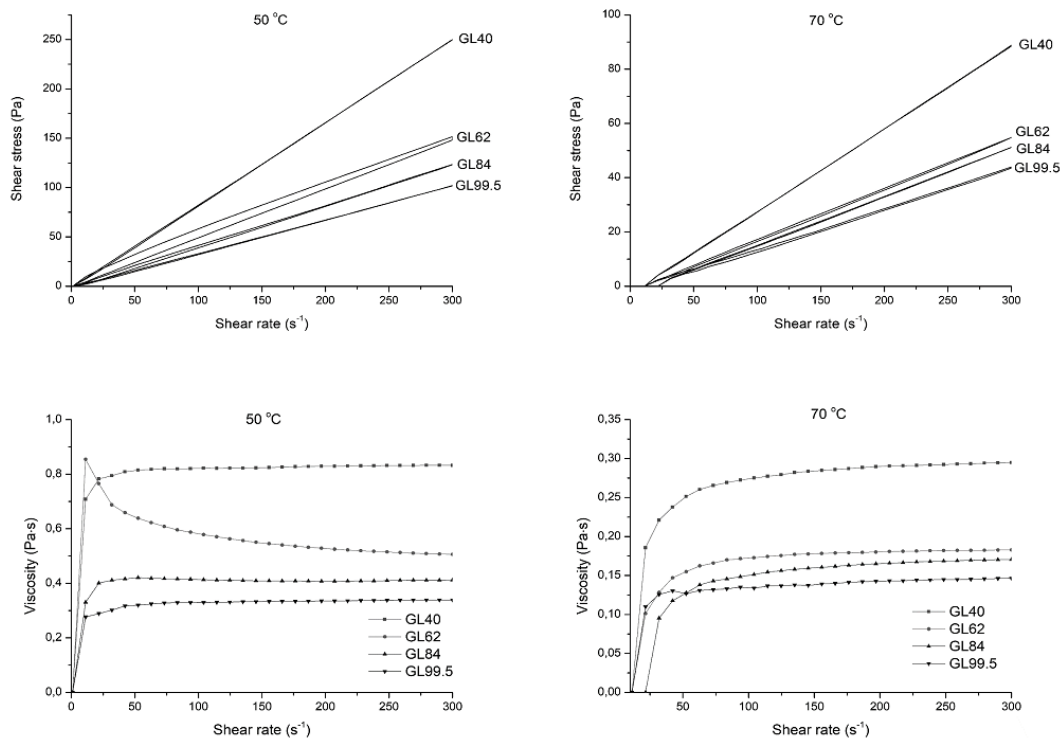 50 °C
250
200
150
100
50
0
Shear stress (Pa)
0 50 100 150 200 250 300
Shear rate (s⁻¹)
GL40
GL62
GL84
GL99.5
70 °C
100
80
60
40
20
0
Shear stress (Pa)
0 50 100 150 200 250 300
Shear rate (s⁻¹)
GL40
GL62
GL84
GL99.5
50 °C
1,0
0,8
0,6
0,4
0,2
0,0
Viscosity (Pa·s)
0 50 100 150 200 250 300
Shear rate (s⁻¹)
GL40
GL62
GL84
GL99.5
70 °C
0,35
0,30
0,25
0,20
0,15
0,10
0,05
0,00
Viscosity (Pa·s)
50 100 150 200 250 300
Shear rate (s⁻¹)
GL40
GL62
GL84
GL99.5